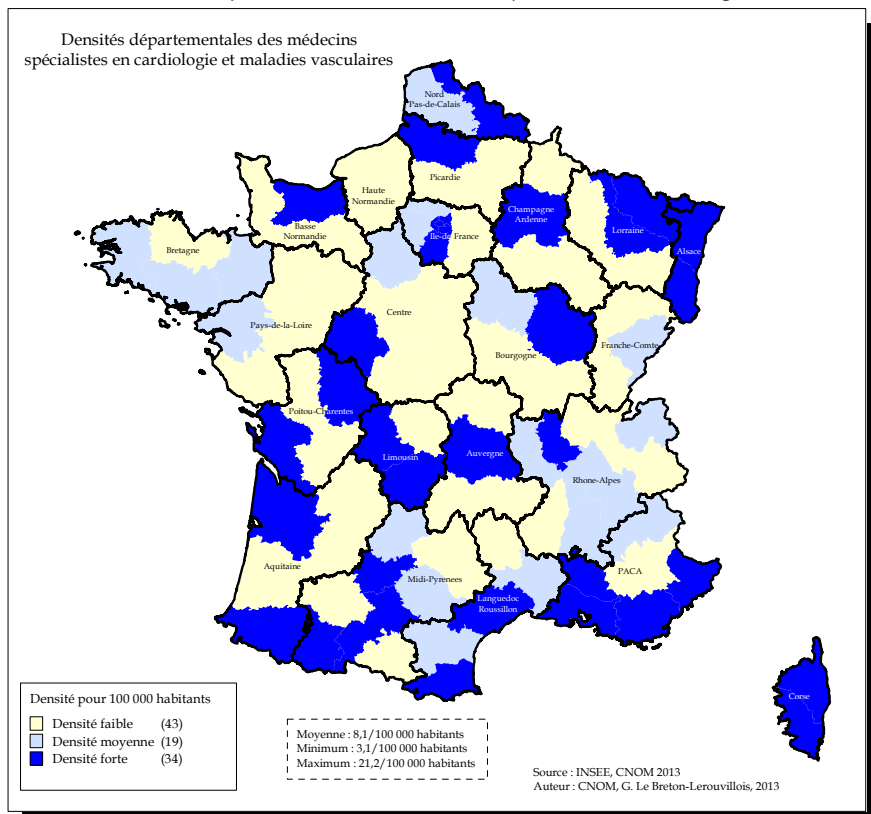 Densités départementales des médecins
spécialistes en cardiologie et maladies vasculaires
Nord
Pas-de-Calais
Picardie
Haute
Normandie
Basse
Normandie
Champagne
Ardenne
Lorraine
Alsace
Ile-de France
Bretagne
Pays-de-la-Loire
Centre
Bourgogne
Franche-Comte
Poitou-Charentes
Limousin
Auvergne
Rhone-Alpes
Aquitaine
Midi-Pyrenees
Languedoc
Roussillon
PACA
Corse
Densité pour 100 000 habitants
Densité faible (43)
Densité moyenne (19)
Densité forte (34)
Moyenne : 8,1/100 000 habitants
Minimum : 3,1/100 000 habitants
Maximum : 21,2/100 000 habitants
Source : INSEE, CNOM 2013
Auteur : CNOM, G. Le Breton-Lerouvillois, 2013